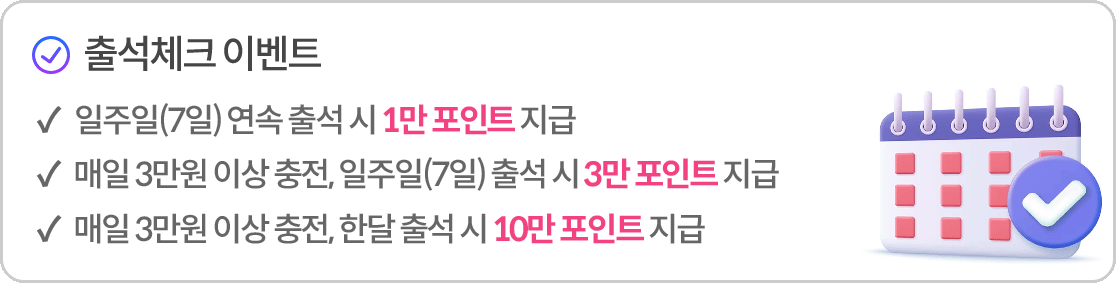 출석체크 이벤트
✓ 일주일(7일) 연속 출석 시 1만 포인트 지급
✓ 매일 3만원 이상 충전, 일주일(7일) 출석 시 3만 포인트 지급
✓ 매일 3만원 이상 충전, 한달 출석 시 10만 포인트 지급